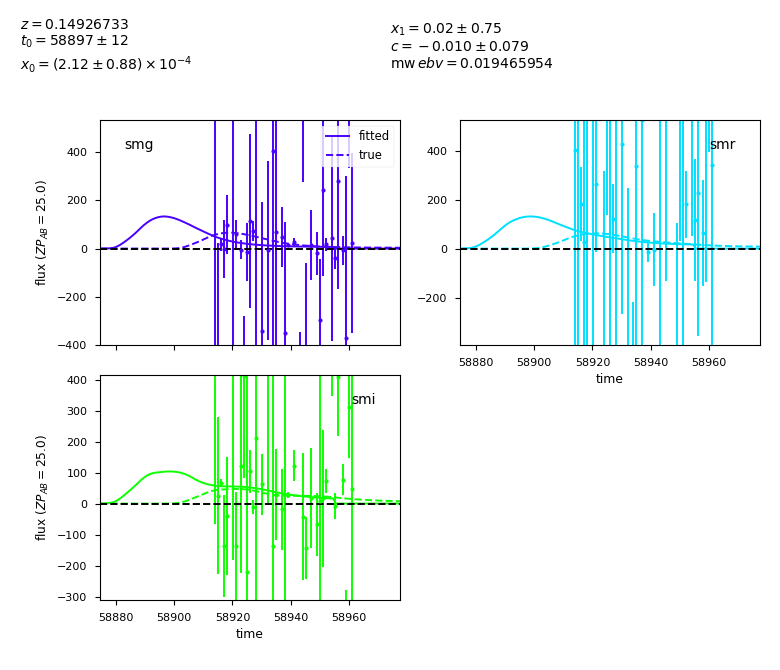 z = 0.14926733
t₀ = 58897 ± 12
x₀ = (2.12 ± 0.88) × 10⁻⁴
x₁ = 0.02 ± 0.75
c = −0.010 ± 0.079
mw ebv = 0.019465954
smg
fitted
true
400
200
0
−200
−400
flux (ZP_AB = 25.0)
smr
400
200
0
−200
58880 58900 58920 58940 58960
time
smi
400
300
200
100
0
−100
−200
−300
flux (ZP_AB = 25.0)
58880 58900 58920 58940 58960
time